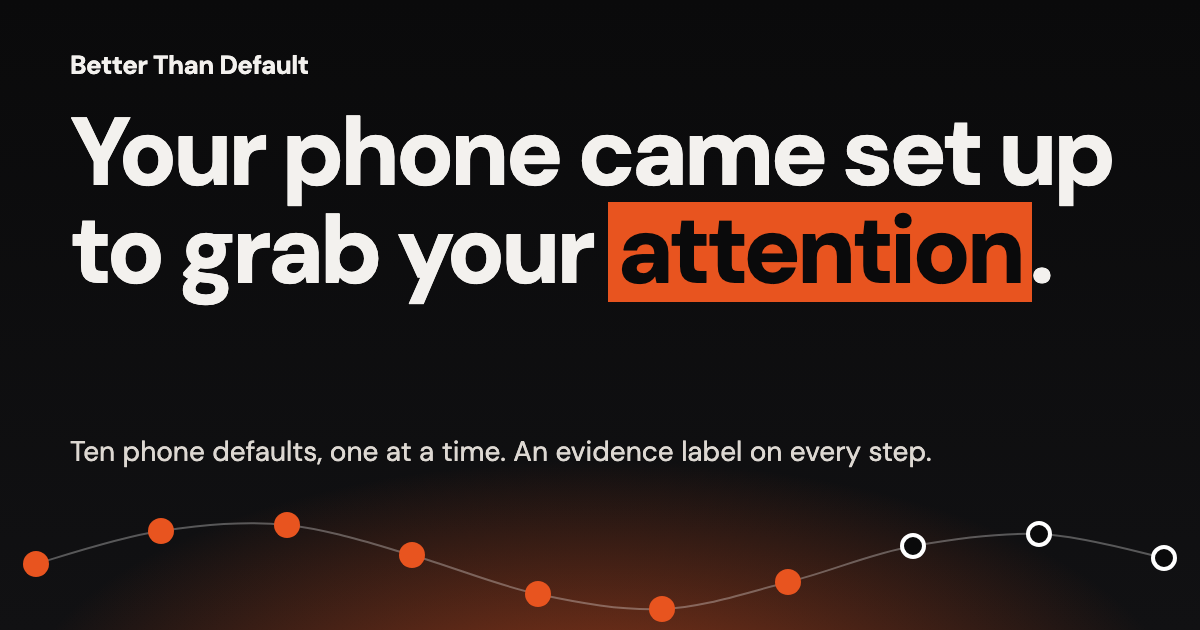 Better Than Default
Your phone came set up
to grab your attention.
Ten phone defaults, one at a time. An evidence label on every step.